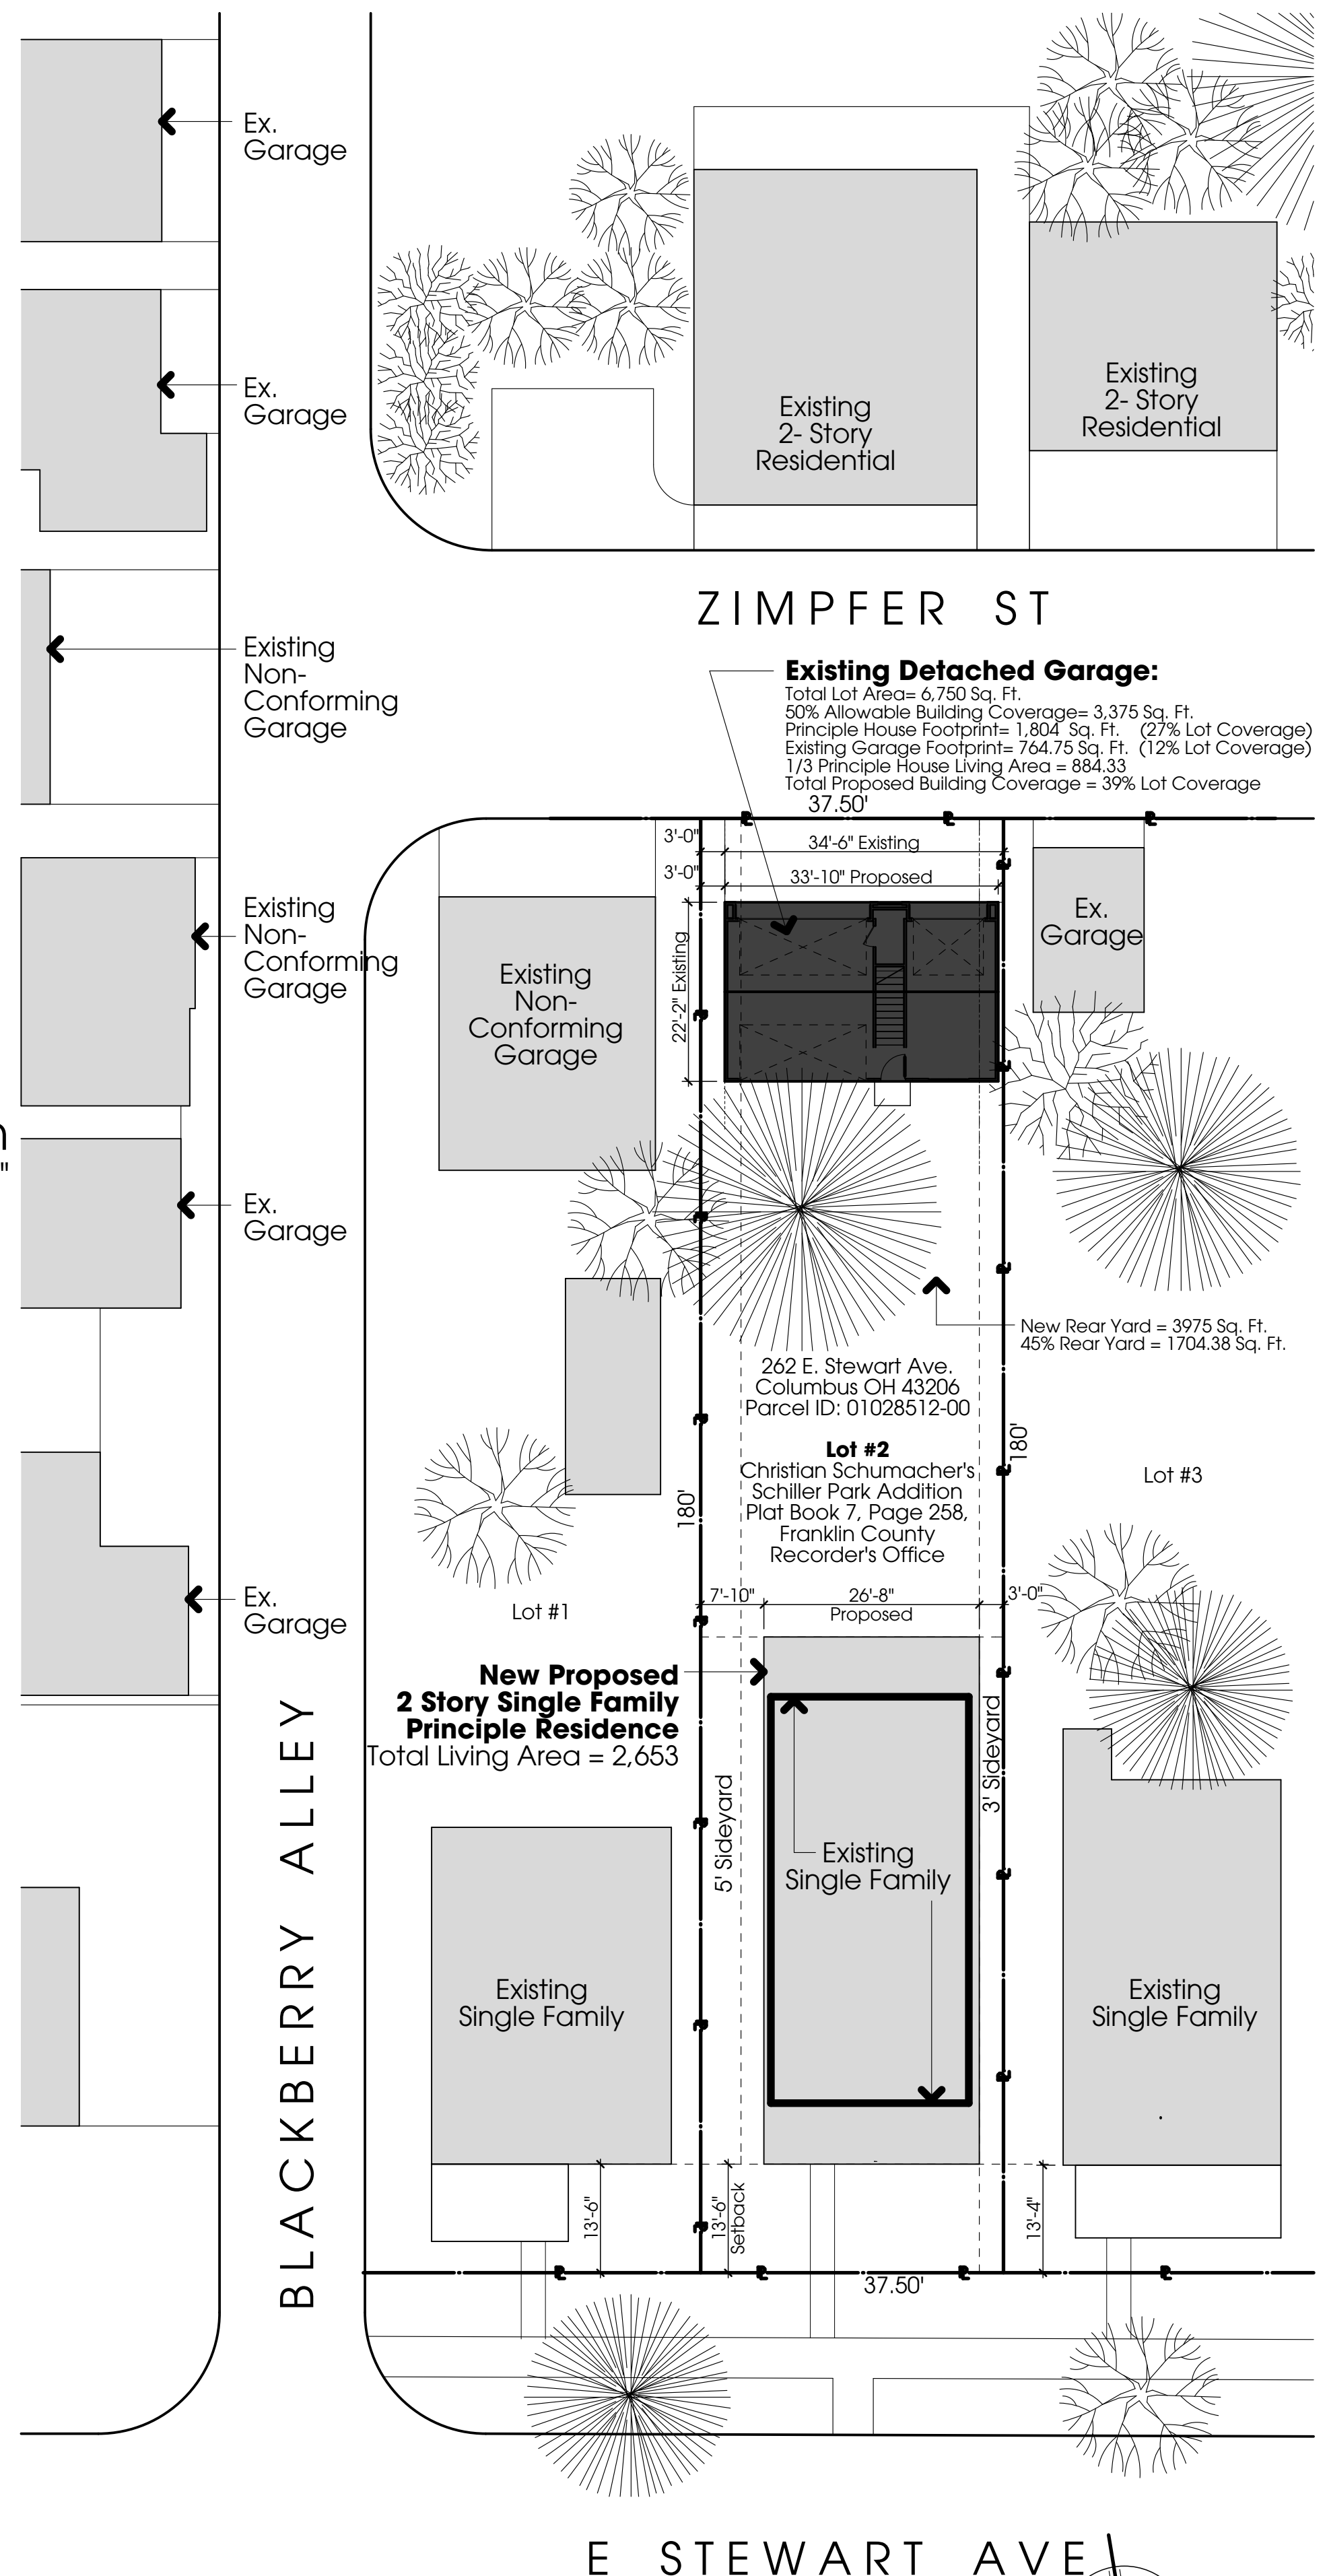 Ex.
Garage
Ex.
Garage
Existing
2- Story
Residential
Existing
2- Story
Residential
ZIMPFER ST
Existing
Non-
Conforming
Garage
Existing Detached Garage:
Total Lot Area= 6,750 Sq. Ft.
50% Allowable Building Coverage= 3,375 Sq. Ft.
Principle House Footprint= 1,804 Sq. Ft. (27% Lot Coverage)
Existing Garage Footprint= 764.75 Sq. Ft. (12% Lot Coverage)
1/3 Principle House Living Area = 884.33
Total Proposed Building Coverage = 39% Lot Coverage
37.50'
3'-0"
34'-6" Existing
3'-0"
33'-10" Proposed
22'-2" Existing
Existing
Non-
Conforming
Garage
Existing
Non-
Conforming
Garage
Ex.
Garage
Ex.
Garage
New Rear Yard = 3975 Sq. Ft.
45% Rear Yard = 1704.38 Sq. Ft.
262 E. Stewart Ave.
Columbus OH 43206
Parcel ID: 01028512-00
Lot #2
Christian Schumacher's
Schiller Park Addition
Plat Book 7, Page 258,
Franklin County
Recorder's Office
180'
180'
Lot #3
Lot #1
7'-10"
26'-8"
Proposed
3'-0"
Ex.
Garage
New Proposed
2 Story Single Family
Principle Residence
Total Living Area = 2,653
5' Sideyard
3' Sideyard
Existing
Single Family
Existing
Single Family
Existing
Single Family
BLACKBERRY ALLEY
13'-6"
13'-6"
Setback
13'-4"
37.50'
E STEWART AVE